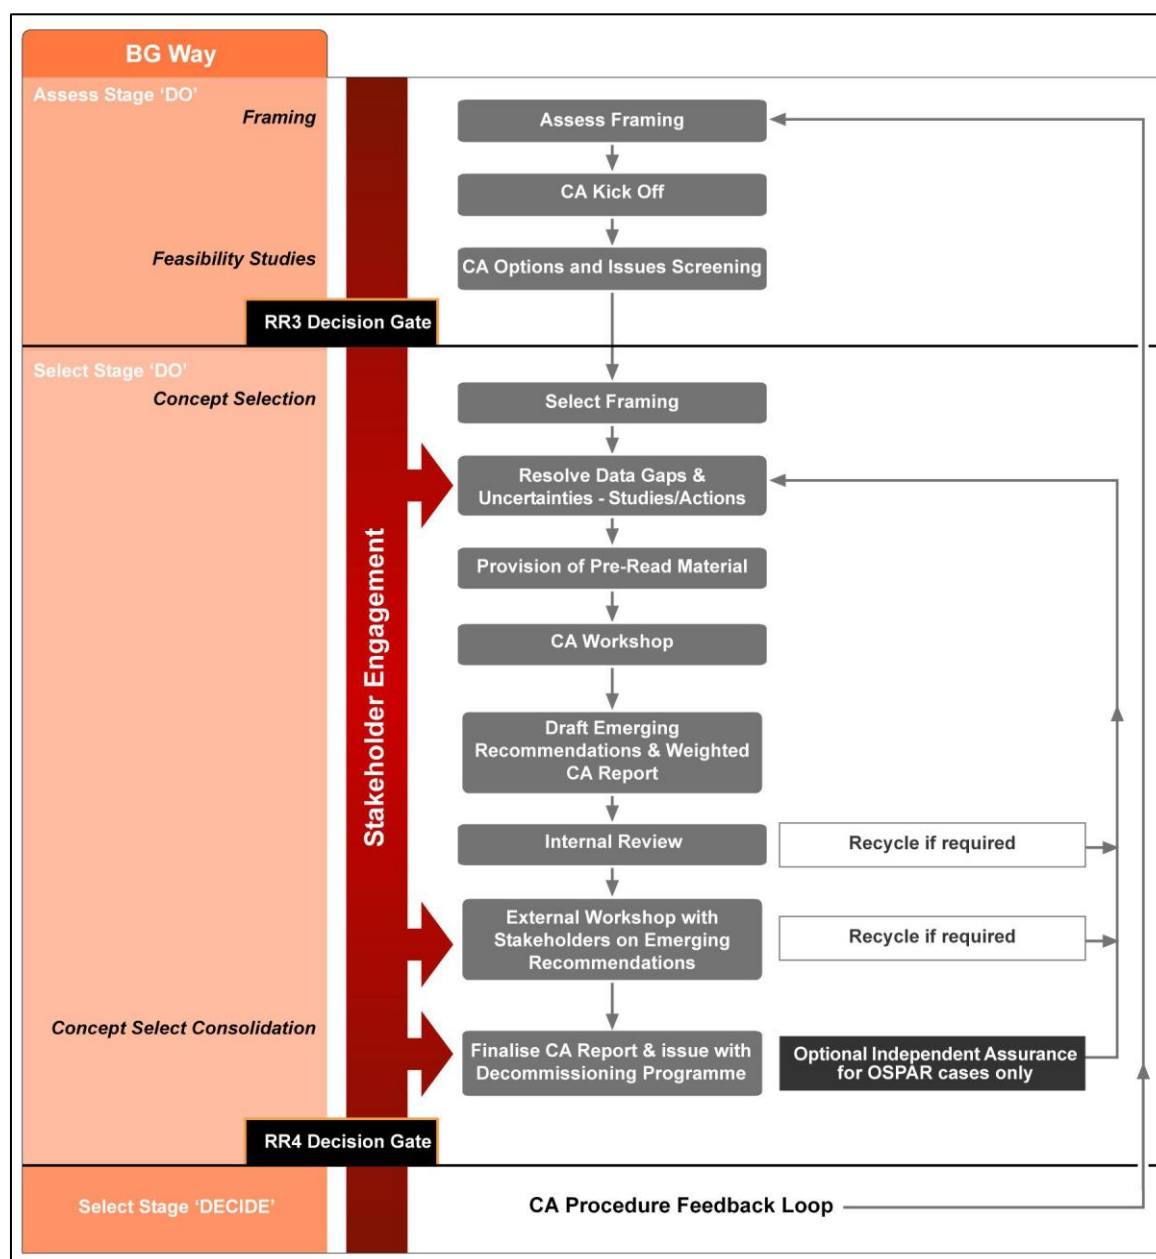 BG Way
Assess Stage ‘DO’
Framing
Assess Framing
CA Kick Off
Feasibility Studies
CA Options and Issues Screening
RR3 Decision Gate
Select Stage ‘DO’
Concept Selection
Select Framing
Resolve Data Gaps &
Uncertainties - Studies/Actions
Provision of Pre-Read Material
CA Workshop
Stakeholder Engagement
Draft Emerging
Recommendations & Weighted
CA Report
Internal Review
Recycle if required
External Workshop with
Stakeholders on Emerging
Recommendations
Recycle if required
Concept Select Consolidation
Finalise CA Report & issue with
Decommissioning Programme
Optional Independent Assurance
for OSPAR cases only
RR4 Decision Gate
Select Stage ‘DECIDE’
CA Procedure Feedback Loop